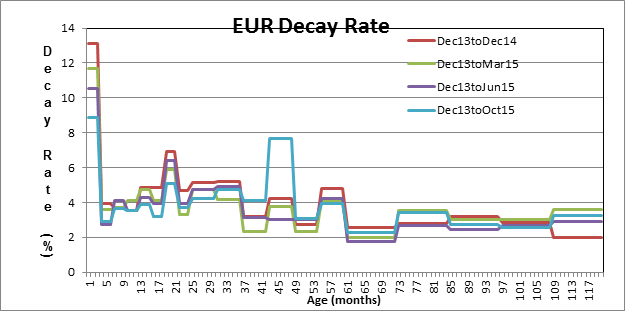 EUR Decay Rate
Decay Rate (%)
14
12
10
8
6
4
2
0
Dec13toDec14
Dec13toMar15
Dec13toJun15
Dec13toOct15
1 5 9 13 17 21 25 29 33 37 41 45 49 53 57 61 65 69 73 77 81 85 89 93 97 101 105 109 113 117
Age (months)